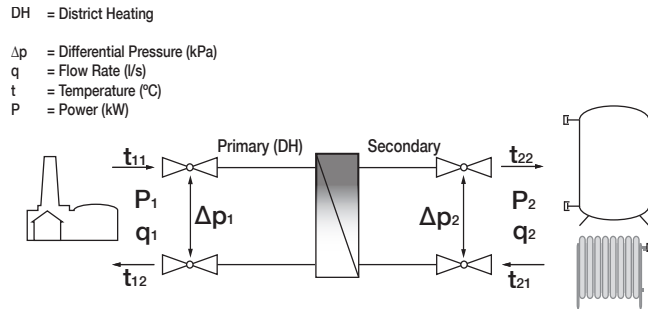 DH = District Heating
Δp = Differential Pressure (kPa)
q = Flow Rate (l/s)
t = Temperature (ºC)
P = Power (kW)
Primary (DH) Secondary
t11 t22
P1 Δp1 Δp2 P2
q1 q2
t12 t21